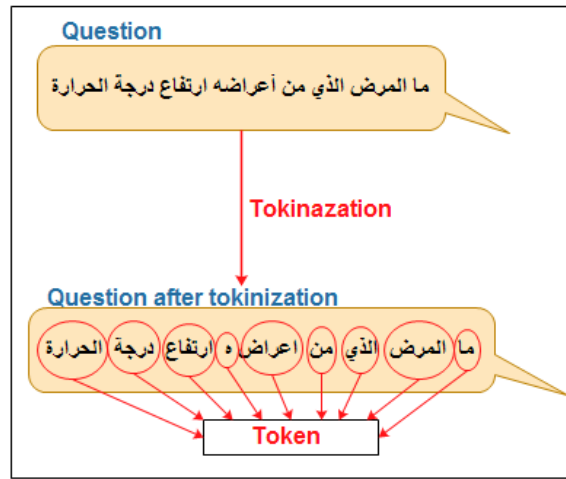 Question
ما المرض الذي من أعراضه ارتفاع درجة الحرارة
Tokinazation
Question after tokinization
ما المرض الذي من اعراض ه ارتفاع درجة الحرارة
Token